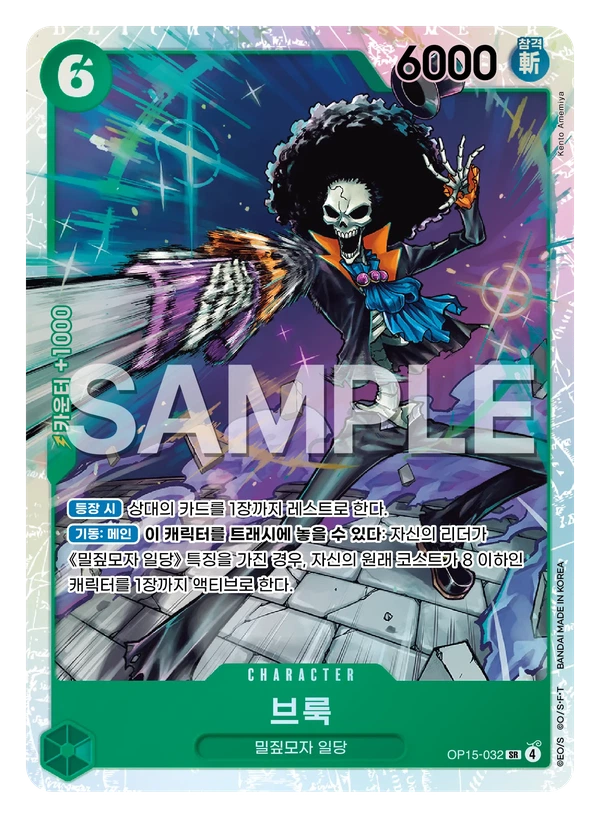 6
6000
참격
斬
Kento Amemiya
카운터 +1000
SAMPLE
등장 시 상대의 카드를 1장까지 레스트로 한다.
기동: 메인 이 캐릭터를 트래시에 놓을 수 있다: 자신의 리더가
《밀짚모자 일당》 특징을 가진 경우, 자신의 원래 코스트가 8 이하인
캐릭터를 1장까지 액티브로 한다.
CHARACTER
브룩
밀짚모자 일당
OP15-032 SR 4
©EO/S ©O/S・F・T BANDAI MADE IN KOREA